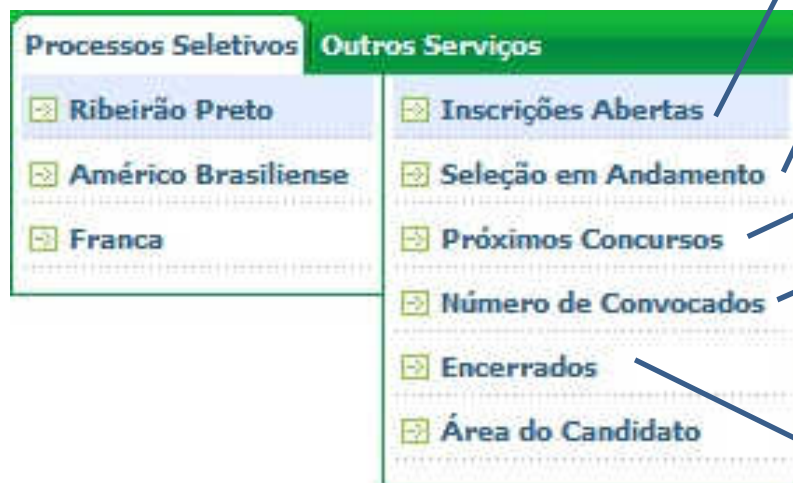 Processos Seletivos Outros Serviços
Ribeirão Preto
Américo Brasiliense
Franca
Inscrições Abertas
Seleção em Andamento
Próximos Concursos
Número de Convocados
Encerrados
Área do Candidato